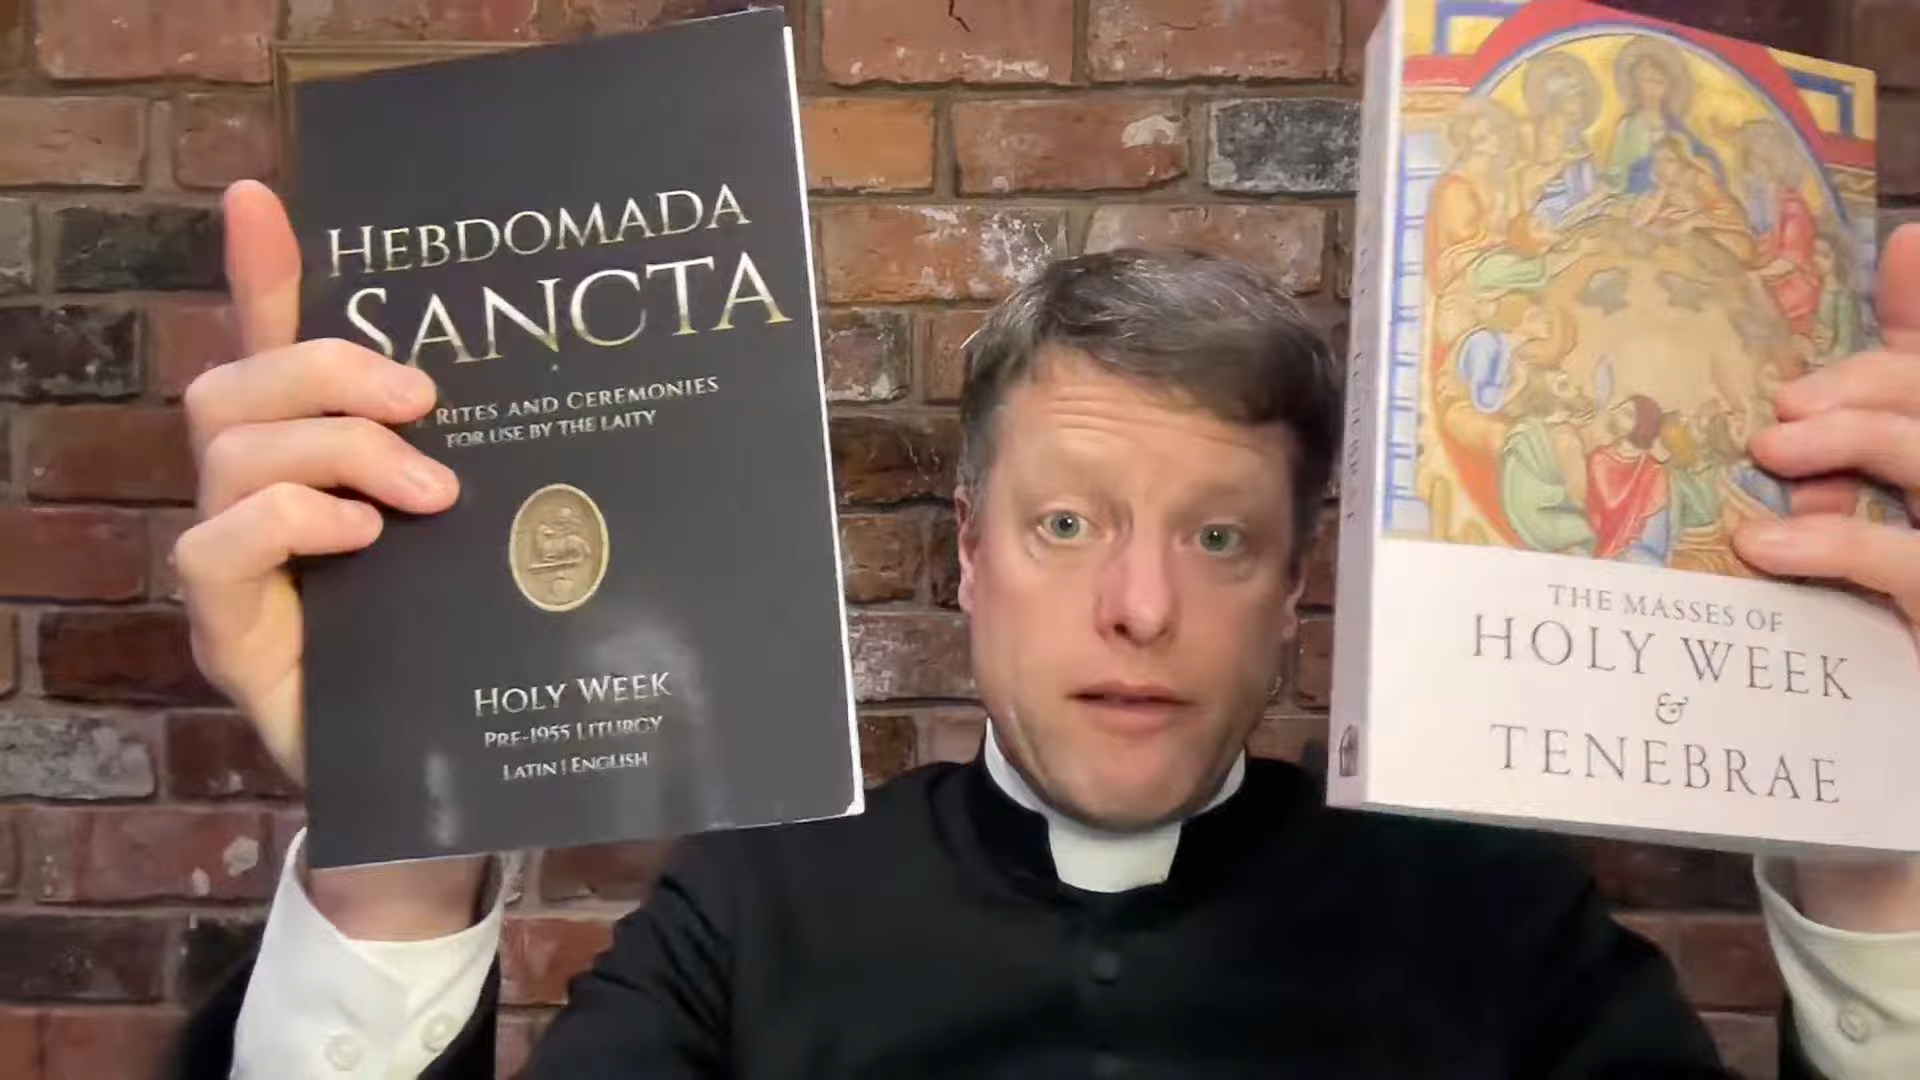 HEBDOMADA
SANCTA
RITES AND CEREMONIES
FOR USE BY THE LAITY
HOLY WEEK
PRE-1955 LITURGY
LATIN | ENGLISH
THE MASSES OF
HOLY WEEK
&
TENEBRAE